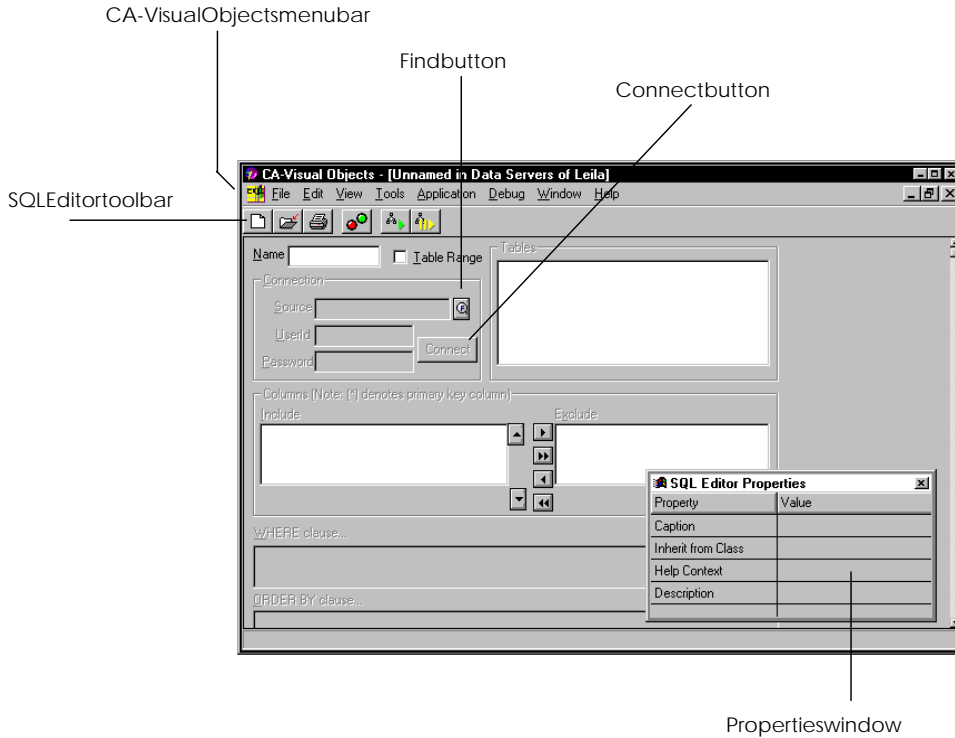 CA-VisualObjectsmenubar
Findbutton
Connectbutton
SQLEditortoolbar
CA-Visual Objects - [Unnamed in Data Servers of Leila]
File Edit View Tools Application Debug Window Help
Name
Table Range
Tables
Connection
Source
UserId
Connect
Password
Columns (Note: (*) denotes primary key column)
Include
Exclude
SQL Editor Properties
Property Value
Caption
Inherit from Class
Help Context
Description
WHERE clause...
ORDER BY clause...
Propertieswindow